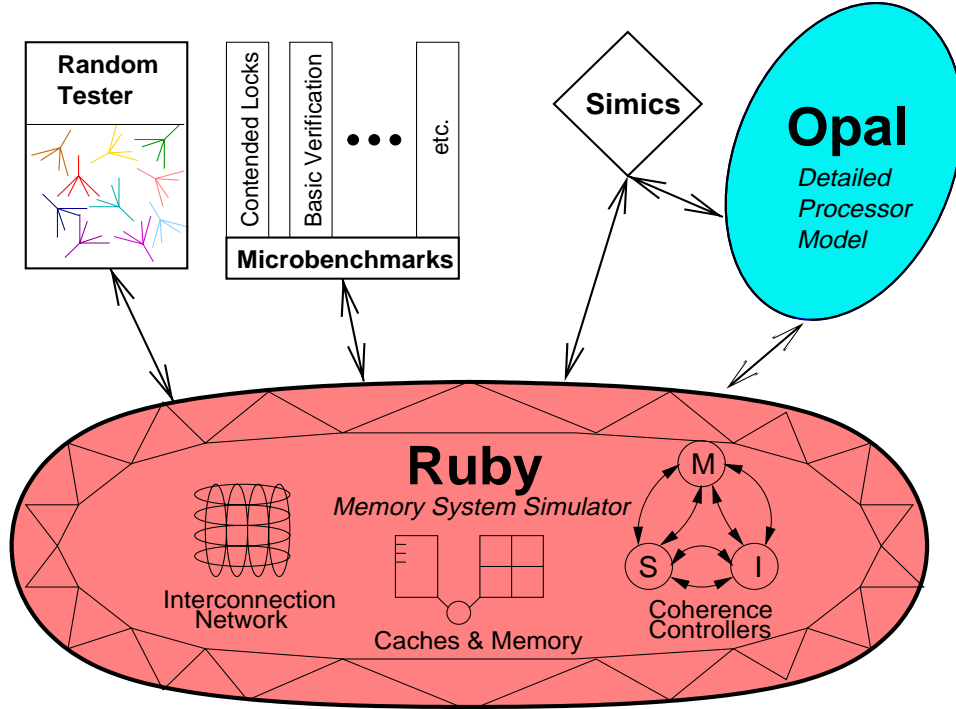 Random
Tester
Contended Locks
Basic Verification
etc.
Microbenchmarks
Simics
Opal
Detailed
Processor
Model
Ruby
Memory System Simulator
M
S
I
Interconnection
Network
Caches & Memory
Coherence
Controllers